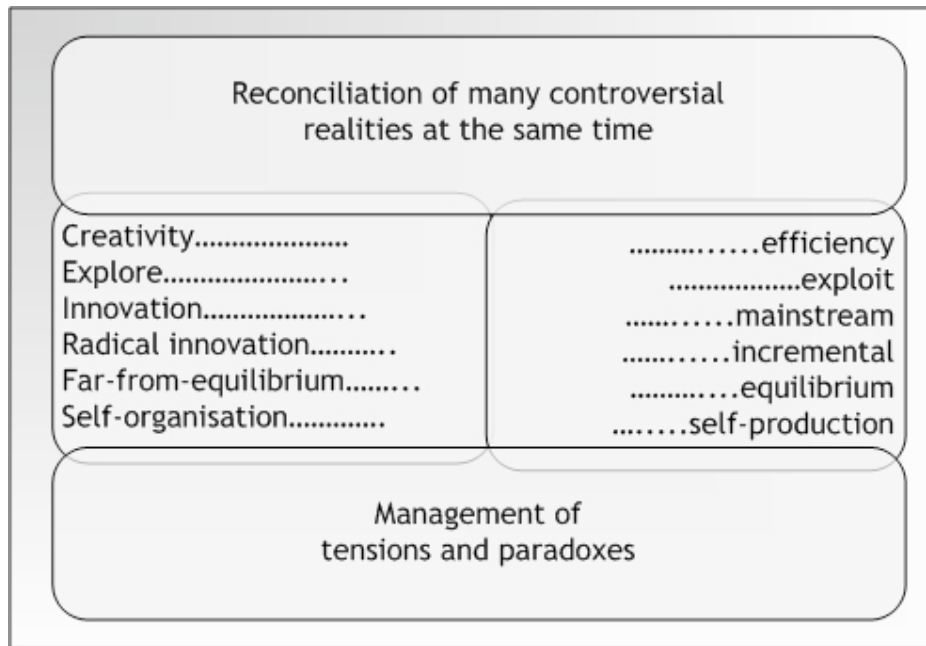 Reconciliation of many controversial
realities at the same time
Creativity..................... ...............efficiency
Explore........................ ..................exploit
Innovation..................... ............mainstream
Radical innovation............ ............incremental
Far-from-equilibrium......... .............equilibrium
Self-organisation............. ........self-production
Management of
tensions and paradoxes